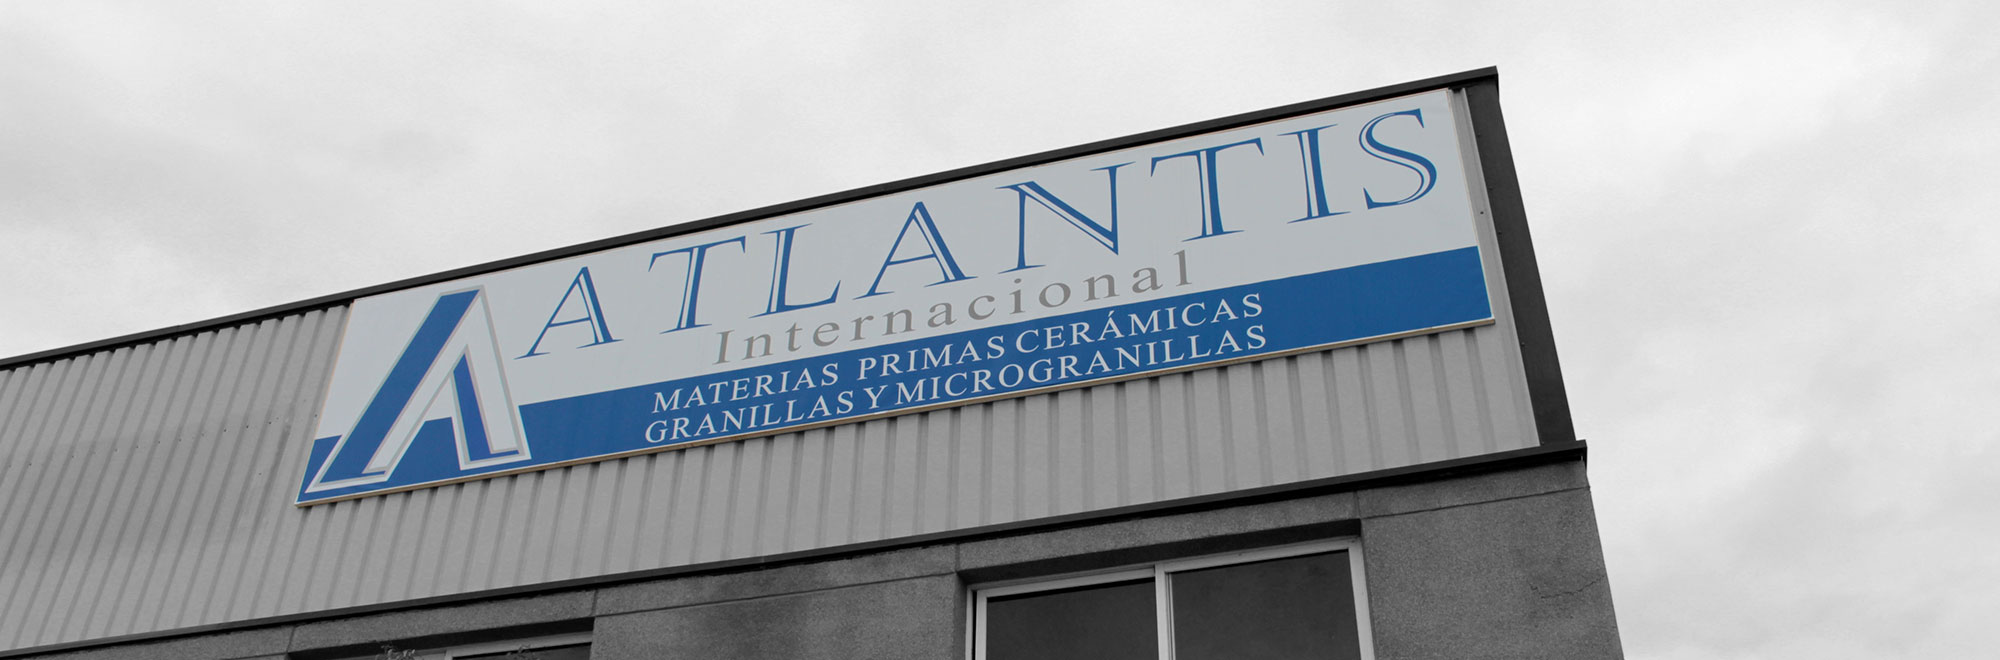 ATLANTIS
Internacional
MATERIAS PRIMAS CERÁMICAS
GRANILLAS Y MICROGRANILLAS